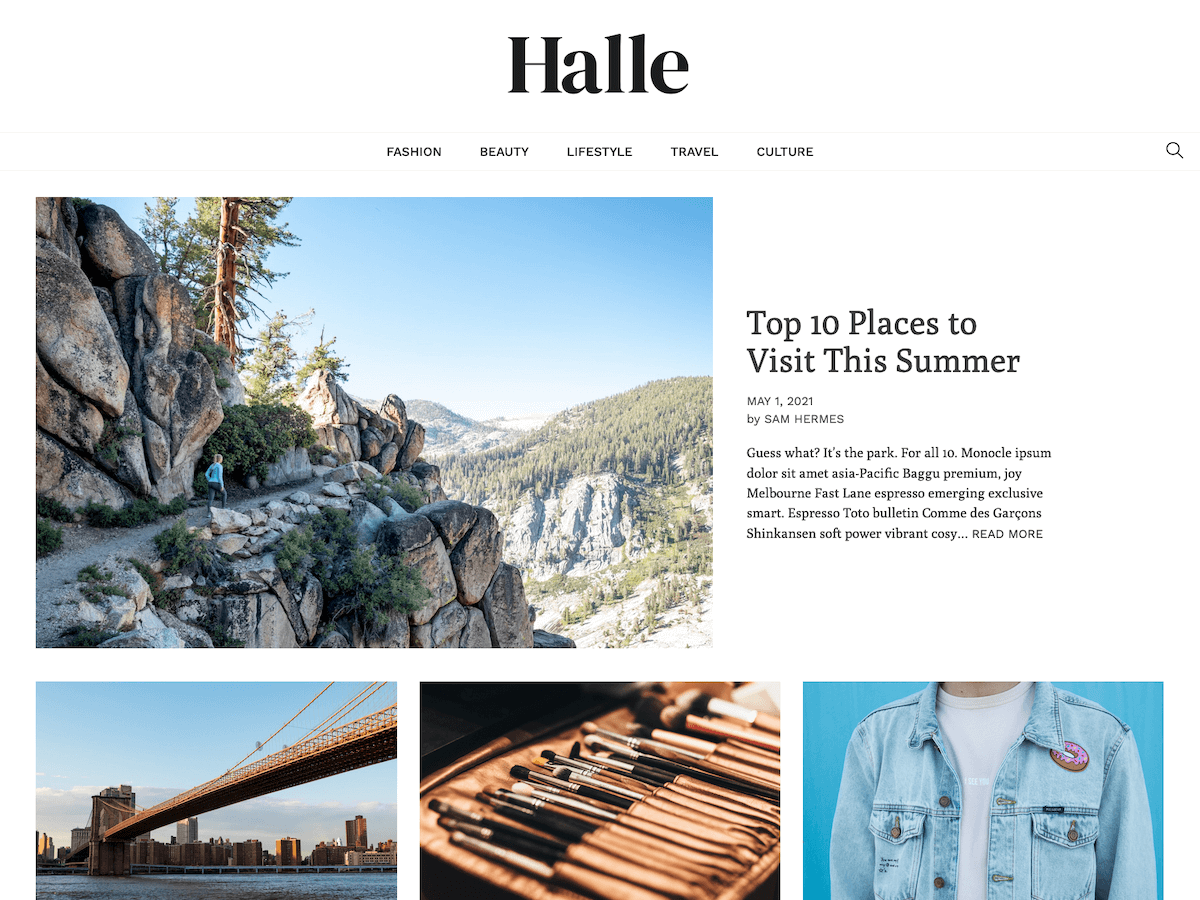 Halle
FASHION BEAUTY LIFESTYLE TRAVEL CULTURE
Top 10 Places to
Visit This Summer
MAY 1, 2021
by SAM HERMES
Guess what? It's the park. For all 10. Monocle ipsum
dolor sit amet asia-Pacific Baggu premium, joy
Melbourne Fast Lane espresso emerging exclusive
smart. Espresso Toto bulletin Comme des Garçons
Shinkansen soft power vibrant cosy... READ MORE